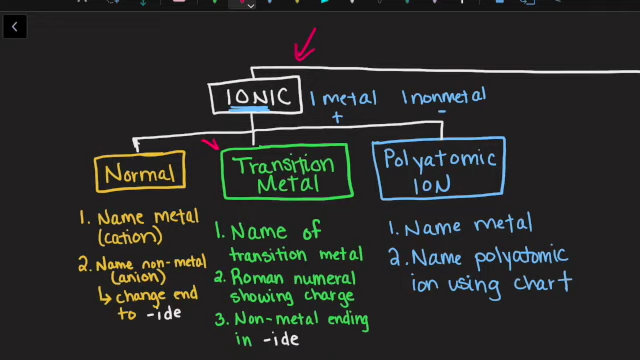 IONIC
1 metal
+
1 nonmetal
-
Normal
1. Name metal
(cation)
2. Name non-metal
(anion)
↳ change end
to -ide
Transition
Metal
1. Name of
transition metal
2. Roman numeral
showing charge
3. Non-metal ending
in -ide
Polyatomic
ION
1. Name metal
2. Name polyatomic
ion using chart